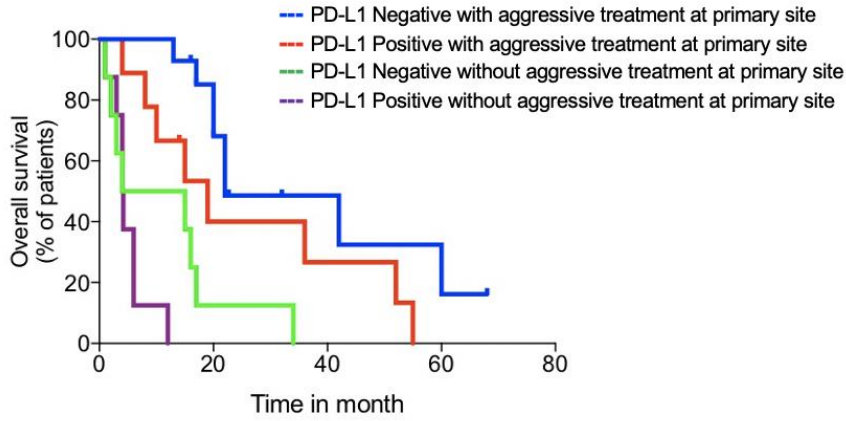 PD-L1 Negative with aggressive treatment at primary site
PD-L1 Positive with aggressive treatment at primary site
PD-L1 Negative without aggressive treatment at primary site
PD-L1 Positive without aggressive treatment at primary site
Overall survival
(% of patients)
100
80
60
40
20
0
0 20 40 60 80
Time in month